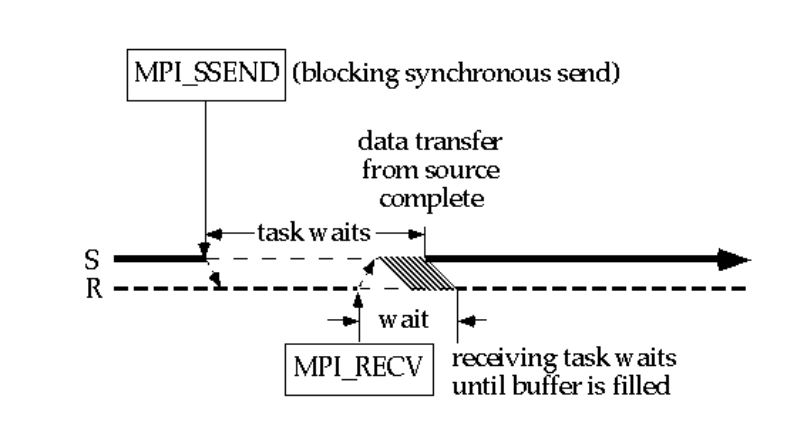 MPI_SSEND (blocking synchronous send)
data transfer
from source
complete
task waits
S
R
wait
MPI_RECV
receiving task waits
until buffer is filled